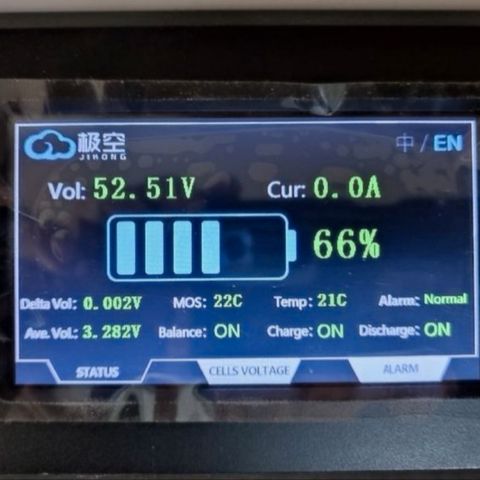 极空
JIKONG
中 / EN
Vol: 52.51V Cur: 0.0A
66%
Delta Vol: 0.002V MOS: 22C Temp: 21C Alarm: Normal
Ave. Vol.: 3.282V Balance: ON Charge: ON Discharge: ON
STATUS CELLS VOLTAGE ALARM